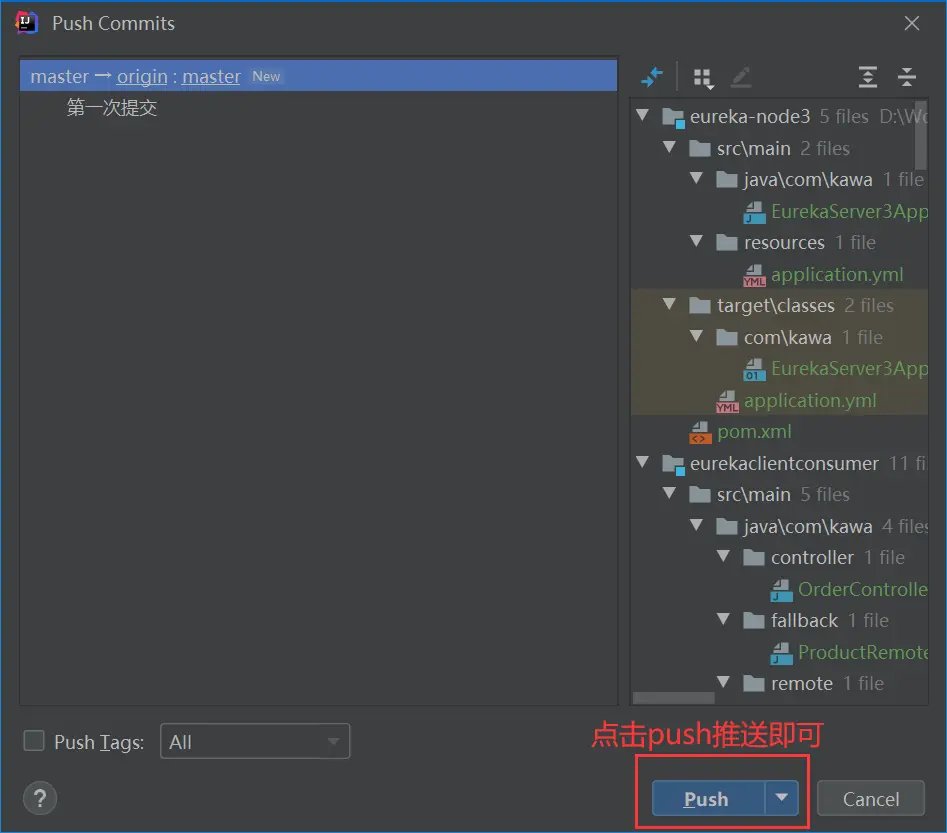 Push Commits
master → origin : master New
第一次提交
eureka-node3 5 files D:\Wo
src\main 2 files
java\com\kawa 1 file
EurekaServer3App
resources 1 file
application.yml
target\classes 2 files
com\kawa 1 file
EurekaServer3App
application.yml
pom.xml
eurekaclientconsumer 11 fi
src\main 5 files
java\com\kawa 4 files
controller 1 file
OrderControlle
fallback 1 file
ProductRemote
remote 1 file
Push Tags: All
点击push推送即可
? Push Cancel